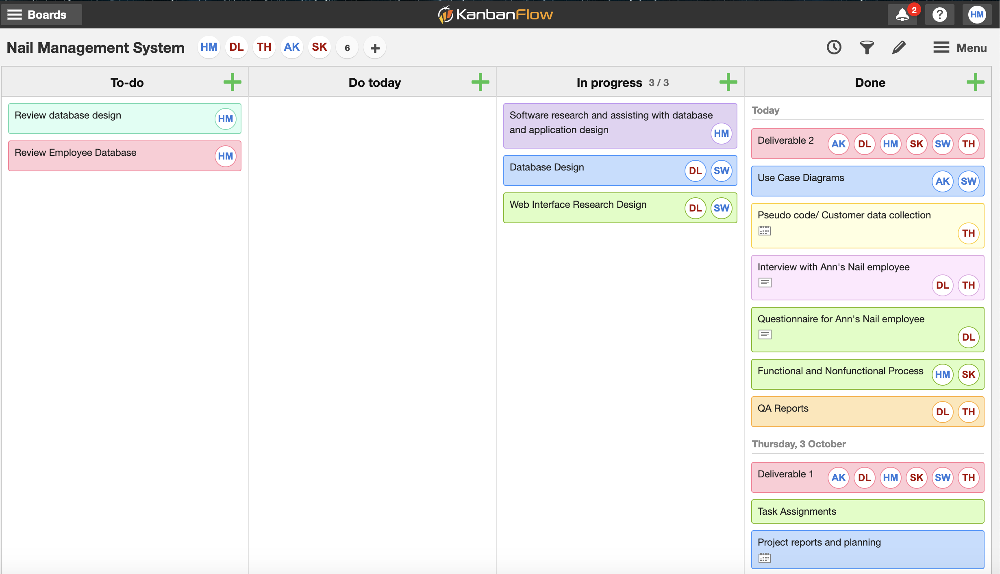 Boards
KanbanFlow
2
?
HM
Nail Management System
HM DL TH AK SK 6 +
Menu
To-do
Do today
In progress 3 / 3
Done
Review database design
HM
Review Employee Database
HM
Software research and assisting with database
and application design
HM
Database Design
DL SW
Web Interface Research Design
DL SW
Today
Deliverable 2
AK DL HM SK SW TH
Use Case Diagrams
AK SW
Pseudo code/ Customer data collection
TH
Interview with Ann's Nail employee
DL TH
Questionnaire for Ann's Nail employee
DL
Functional and Nonfunctional Process
HM SK
QA Reports
DL TH
Thursday, 3 October
Deliverable 1
AK DL HM SK SW TH
Task Assignments
Project reports and planning